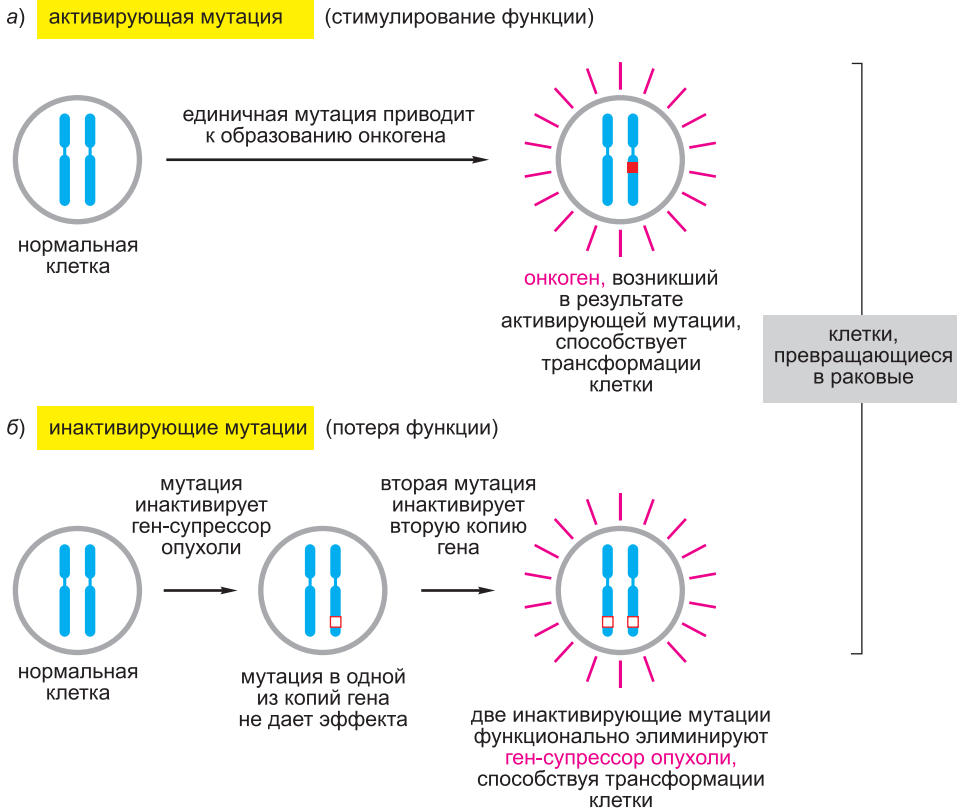 а) активирующая мутация (стимулирование функции)
единичная мутация приводит
к образованию онкогена
нормальная
клетка
онкоген, возникший
в результате
активирующей мутации,
способствует
трансформации
клетки
клетки,
превращающиеся
в раковые
б) инактивирующие мутации (потеря функции)
мутация
инактивирует
ген-супрессор
опухоли
вторая мутация
инактивирует
вторую копию
гена
нормальная
клетка
мутация в одной
из копий гена
не дает эффекта
две инактивирующие мутации
функционально элиминируют
ген-супрессор опухоли,
способствуя трансформации
клетки